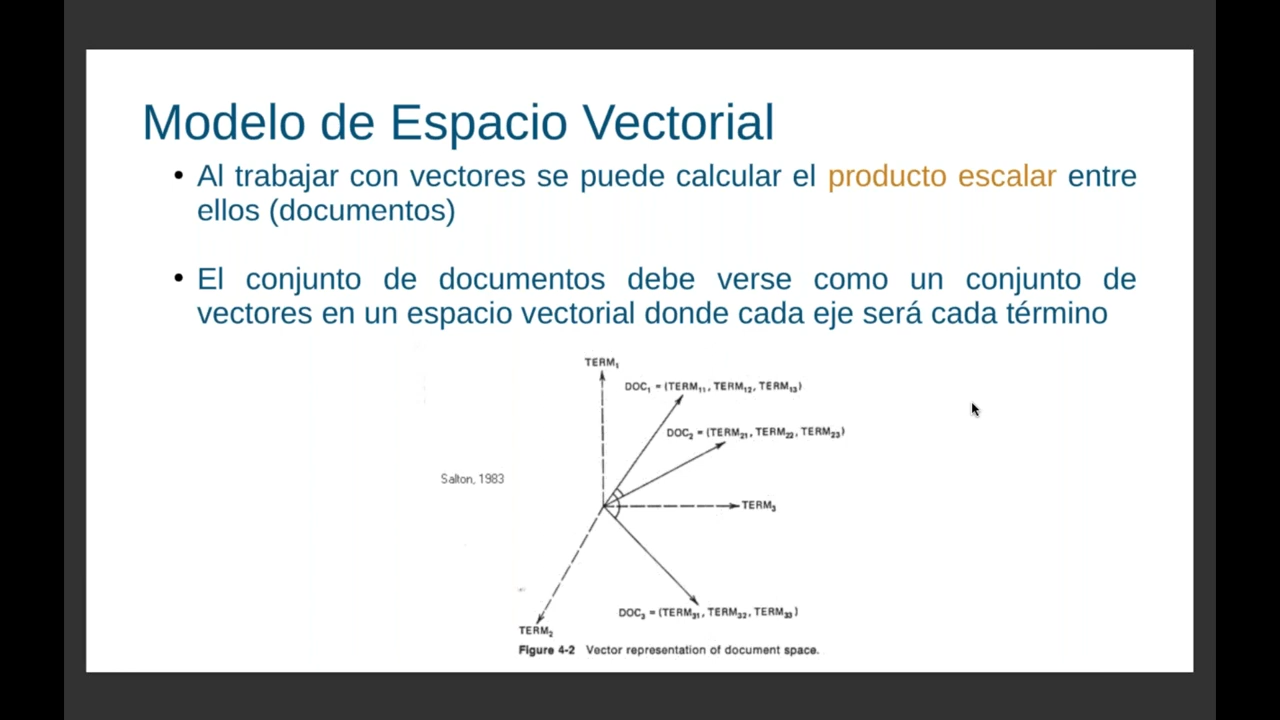 Modelo de Espacio Vectorial
• Al trabajar con vectores se puede calcular el producto escalar entre
ellos (documentos)
• El conjunto de documentos debe verse como un conjunto de
vectores en un espacio vectorial donde cada eje será cada término
TERM₁
DOC₁ = (TERM₁₁, TERM₁₂, TERM₁₃)
DOC₂ = (TERM₂₁, TERM₂₂, TERM₂₃)
Salton, 1983
TERM₃
DOC₃ = (TERM₃₁, TERM₃₂, TERM₃₃)
TERM₂
Figure 4-2 Vector representation of document space.